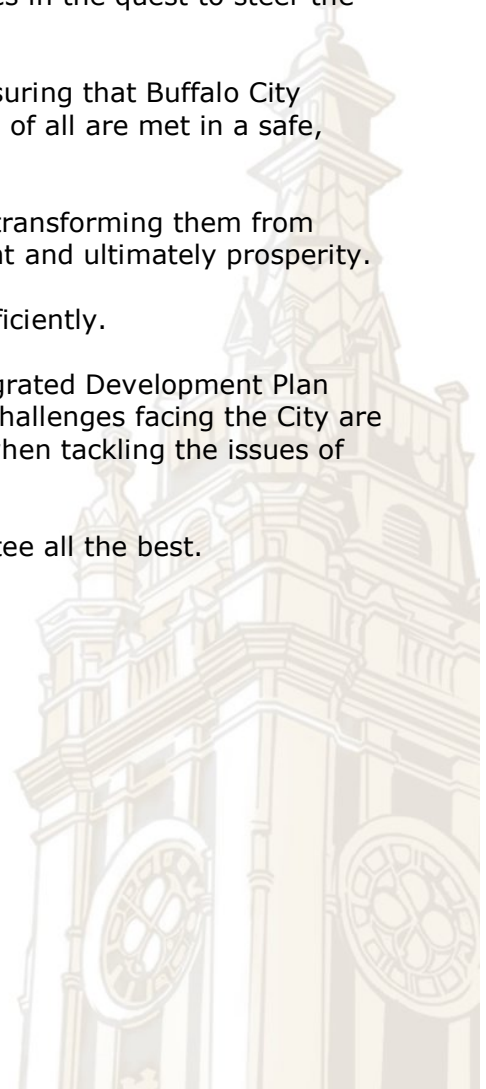 in the quest to steer the
suring that Buffalo City
of all are met in a safe,
transforming them from
and ultimately prosperity.
ficiently.
grated Development Plan
hallenges facing the City are
hen tackling the issues of
tee all the best.